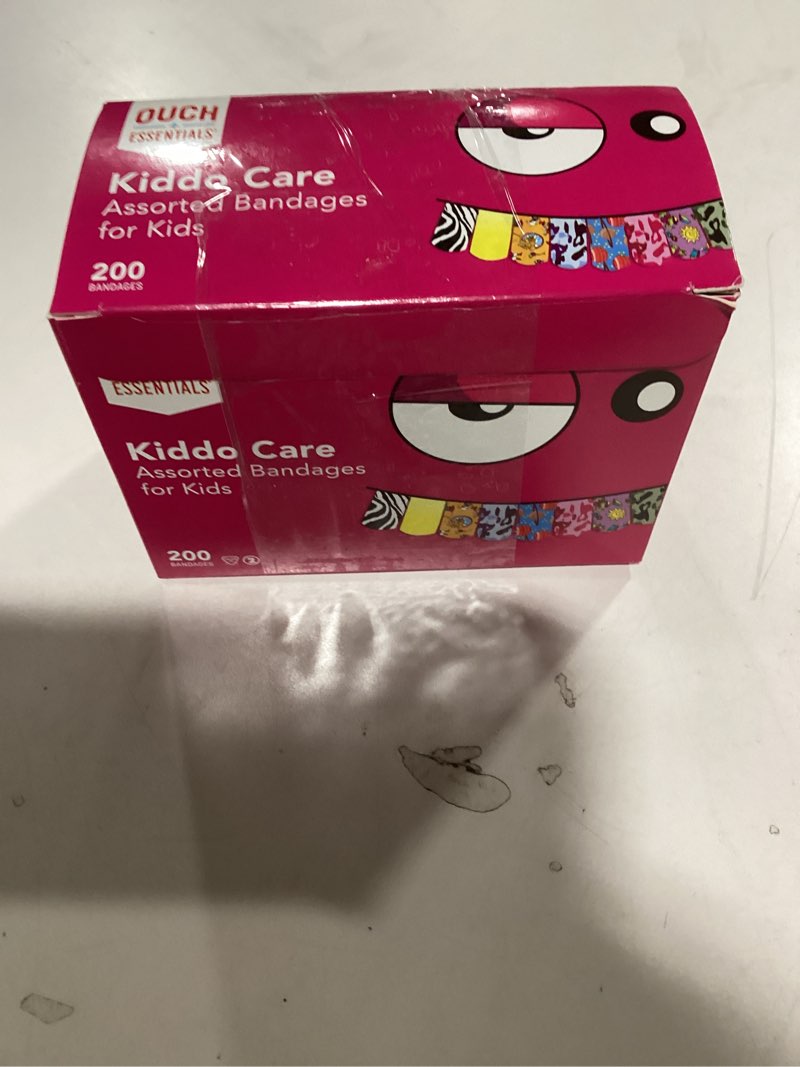 OUCH
ESSENTIALS
Kiddo Care
Assorted Bandages
for Kids
200
BANDAGES
ESSENTIALS
Kiddo Care
Assorted Bandages
for Kids
200
BANDAGES